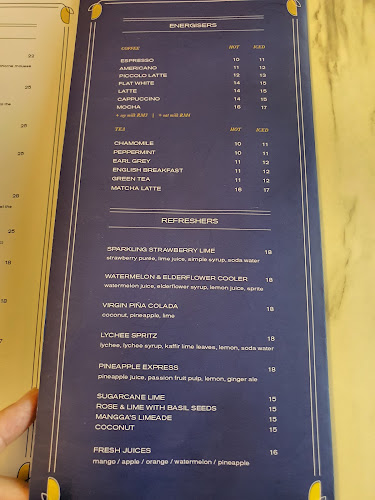 ENERGISERS
COFFEE HOT ICED
ESPRESSO 10 11
AMERICANO 11 12
PICCOLO LATTE 12 13
FLAT WHITE 14 15
LATTE 14 15
CAPPUCCINO 14 15
MOCHA 16 17
TEA HOT ICED
CHAMOMILE 10 11
PEPPERMINT 10 11
EARL GREY 11 12
ENGLISH BREAKFAST 11 12
GREEN TEA 11 12
MATCHA LATTE 16 17
REFRESHERS
SPARKLING STRAWBERRY LIME 18
strawberry purée, lime juice, simple syrup, soda water
WATERMELON & ELDERFLOWER COOLER 18
watermelon juice, elderflower syrup, lemon juice, sprite
VIRGIN PIÑA COLADA 18
coconut, pineapple, lime
LYCHEE SPRITZ 18
lychee, lychee syrup, kaffir lime leaves, lemon, soda water
PINEAPPLE EXPRESS 18
pineapple juice, passion fruit pulp, lemon, ginger ale
SUGARCANE LIME 15
ROSE & LIME WITH BASIL SEEDS 15
MANGGA'S LIMEADE 15
COCONUT 15
FRESH JUICES 16
mango / apple / orange / watermelon / pineapple